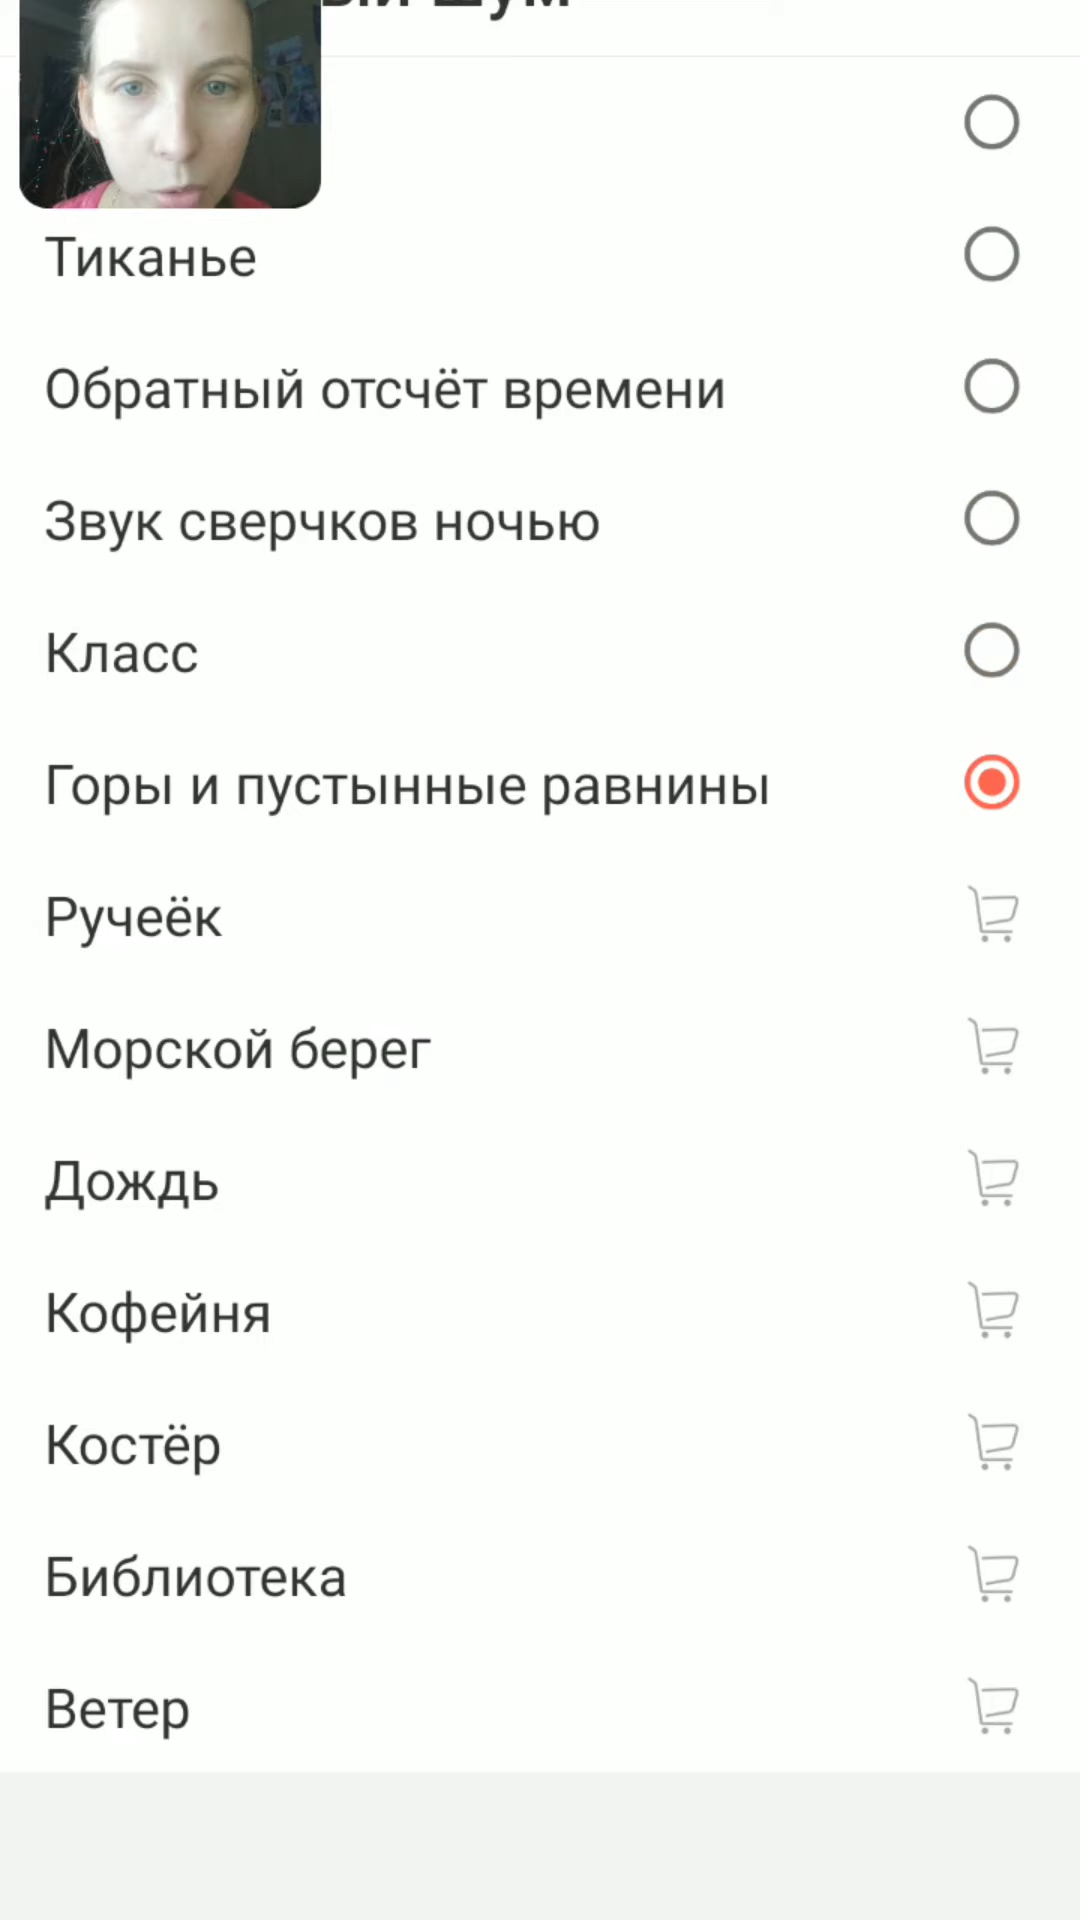 шум
Тиканье
Обратный отсчёт времени
Звук сверчков ночью
Класс
Горы и пустынные равнины
Ручеёк
Морской берег
Дождь
Кофейня
Костёр
Библиотека
Ветер